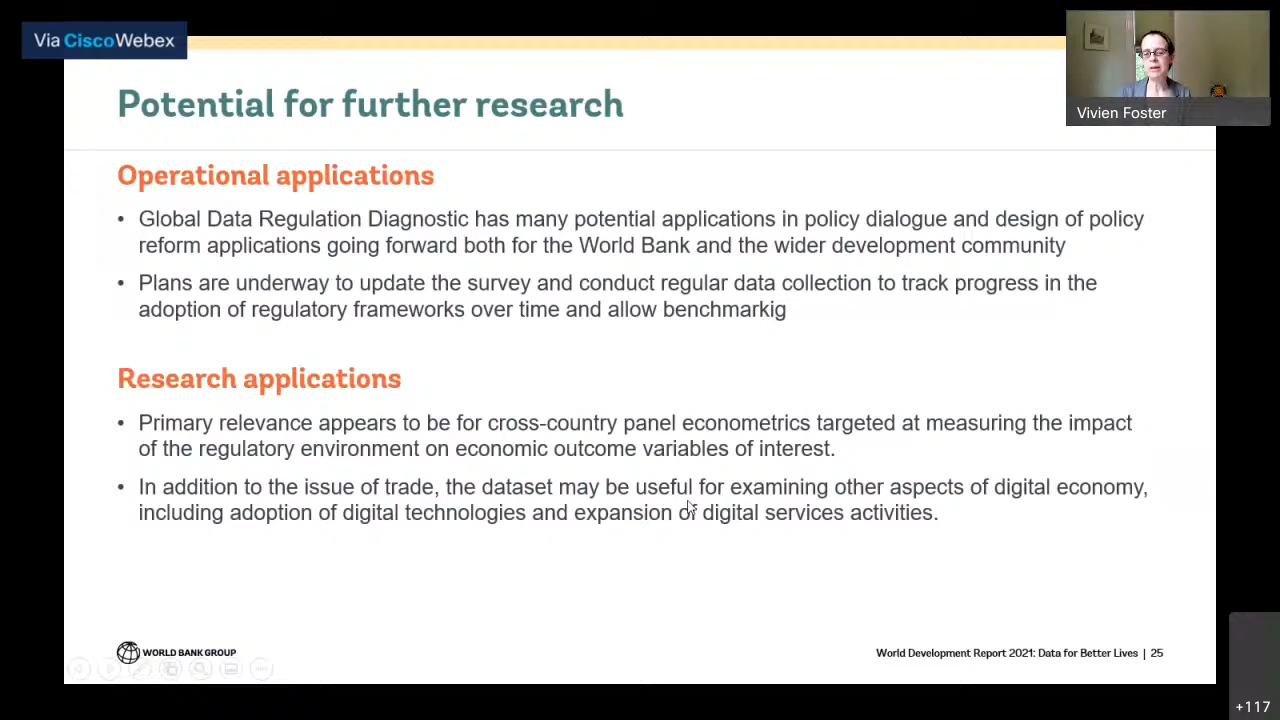 Via CiscoWebex
Vivien Foster
Potential for further research
Operational applications
• Global Data Regulation Diagnostic has many potential applications in policy dialogue and design of policy
reform applications going forward both for the World Bank and the wider development community
• Plans are underway to update the survey and conduct regular data collection to track progress in the
adoption of regulatory frameworks over time and allow benchmarkig
Research applications
• Primary relevance appears to be for cross-country panel econometrics targeted at measuring the impact
of the regulatory environment on economic outcome variables of interest.
• In addition to the issue of trade, the dataset may be useful for examining other aspects of digital economy,
including adoption of digital technologies and expansion of digital services activities.
WORLD BANK GROUP
World Development Report 2021: Data for Better Lives | 25
+117